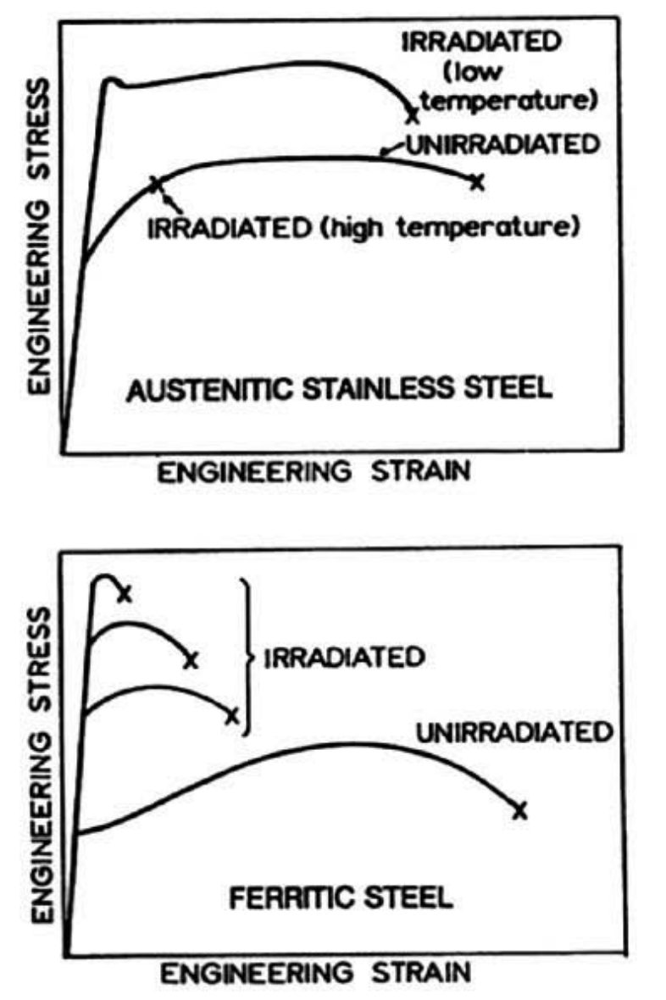 IRRADIATED
(low
temperature)
UNIRRADIATED
IRRADIATED (high temperature)
AUSTENITIC STAINLESS STEEL
ENGINEERING STRESS
ENGINEERING STRAIN
IRRADIATED
UNIRRADIATED
FERRITIC STEEL
ENGINEERING STRESS
ENGINEERING STRAIN